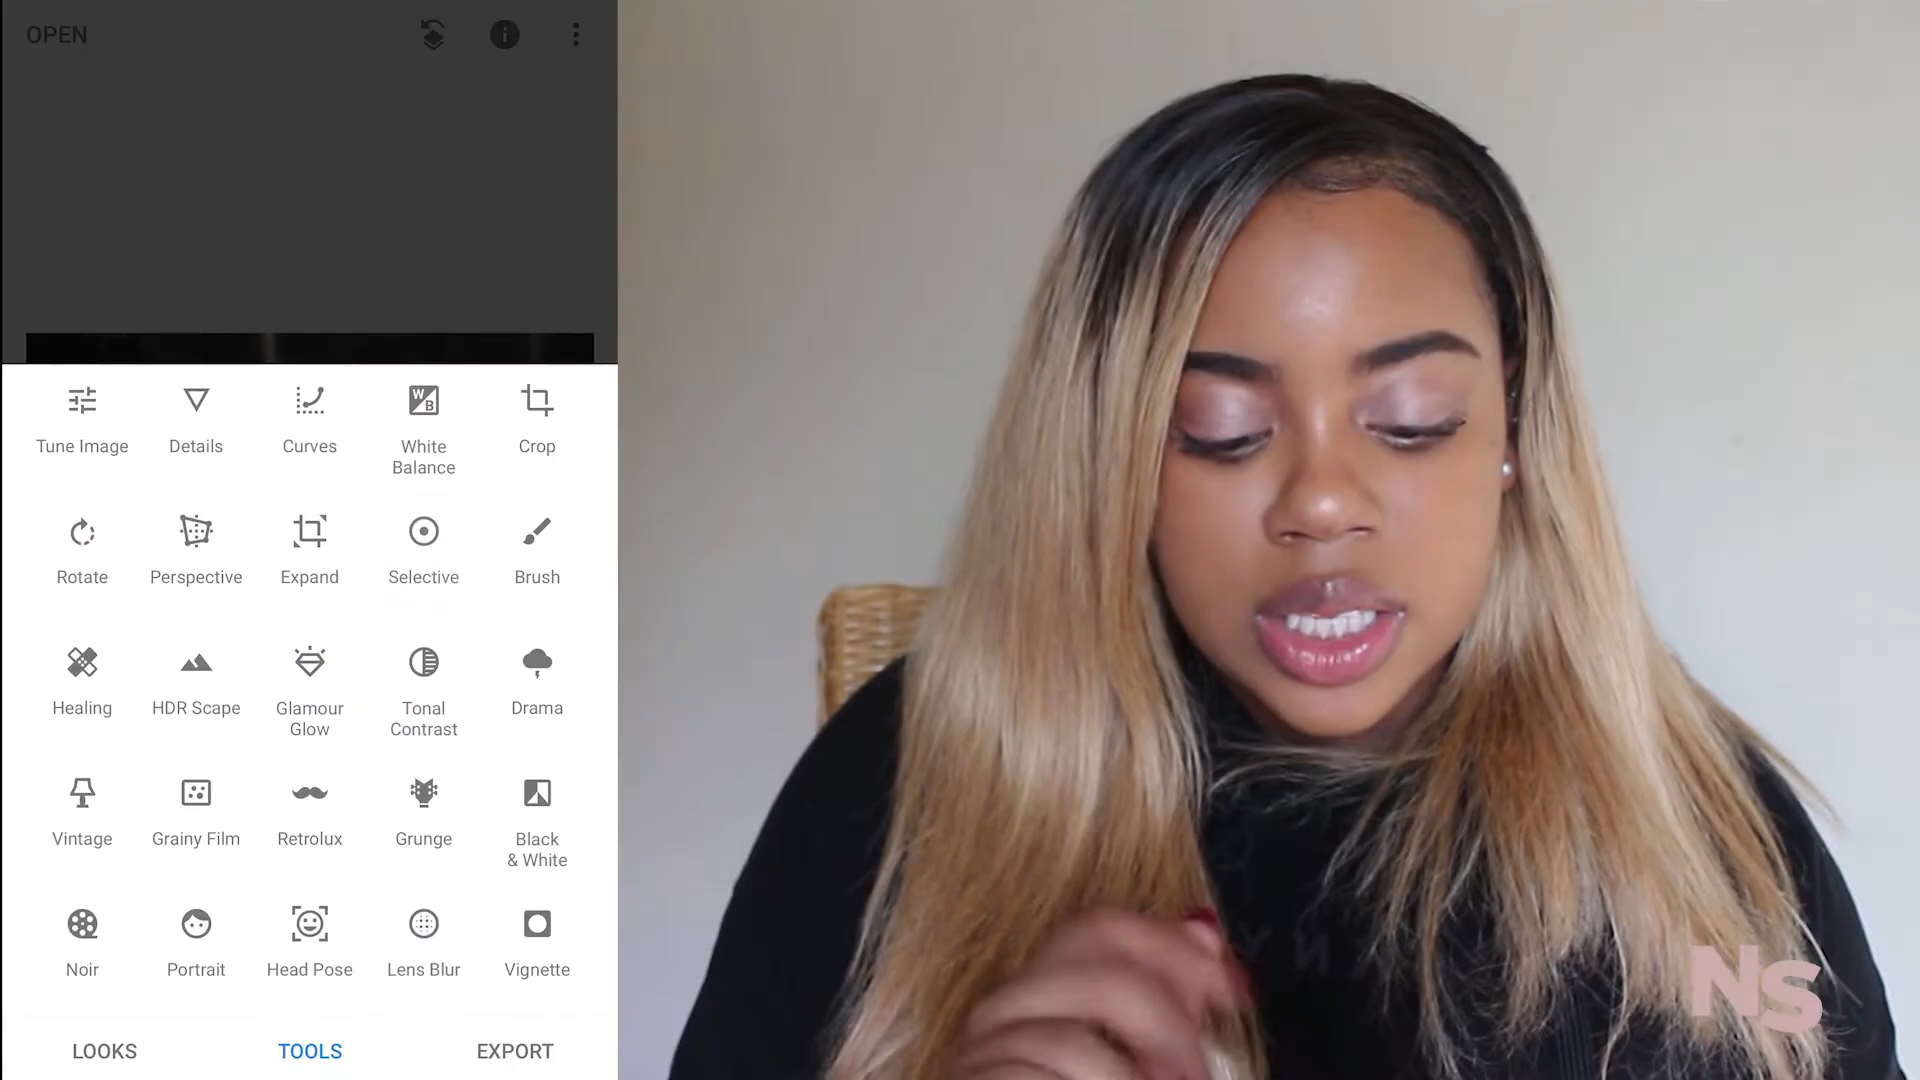 OPEN
Tune Image
Details
Curves
White
Balance
Crop
Rotate
Perspective
Expand
Selective
Brush
Healing
HDR Scape
Glamour
Glow
Tonal
Contrast
Drama
Vintage
Grainy Film
Retrolux
Grunge
Black
& White
Noir
Portrait
Head Pose
Lens Blur
Vignette
LOOKS
TOOLS
EXPORT
NS